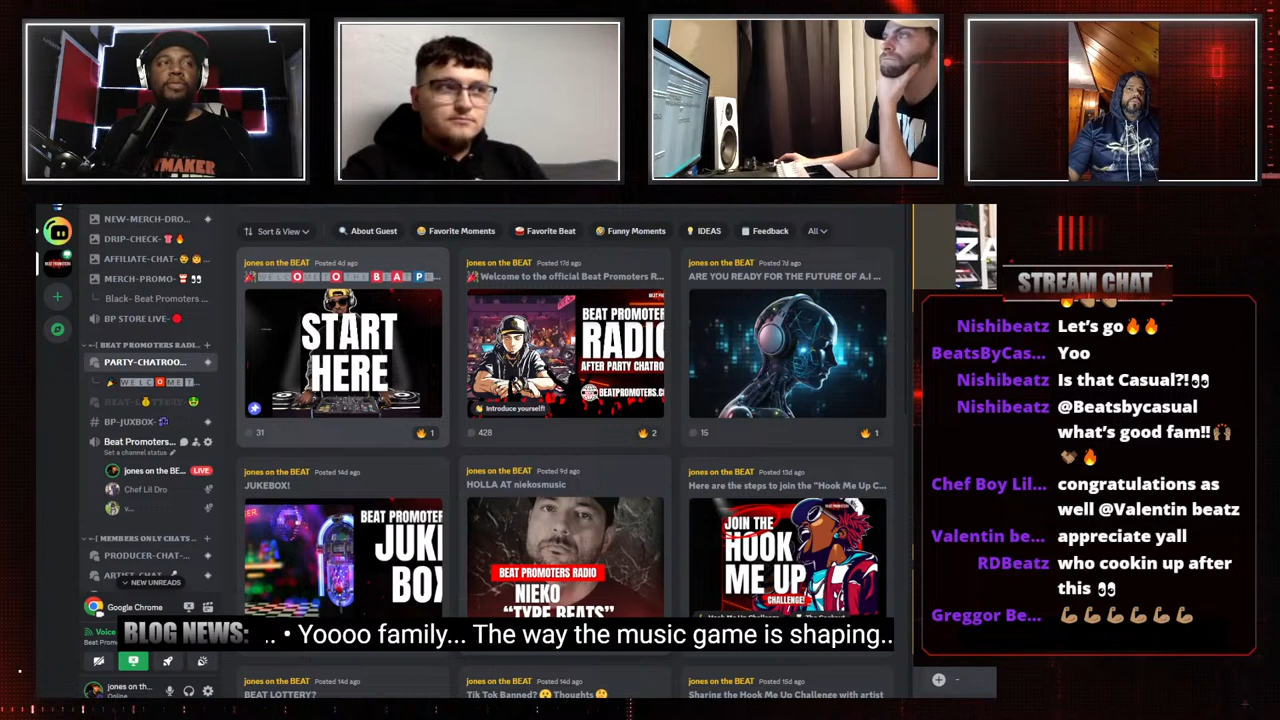 NEW-MERCH-DRO...
DRIP-CHECK-
AFFILIATE-CHAT-
MERCH-PROMO-
Black- Beat Promoters ...
BP STORE LIVE-
BEAT PROMOTERS RADI...
PARTY-CHATROO...
WELCOME T...
BEAT-LOTTERY-
BP-JUXBOX-
Beat Promoters...
Set a channel status
jones on the BE... LIVE
Chef Lil Dro
v...
MEMBERS ONLY CHATS
PRODUCER-CHAT-...
ARTIST-CHAT-
NEW UNREADS
Google Chrome
Voice
jones on th...
Online
Sort & View
About Guest
Favorite Moments
Favorite Beat
Funny Moments
IDEAS
Feedback
All
jones on the BEAT Posted 4d ago
WELCOME TO THE BEAT P...
START
HERE
31
1
jones on the BEAT Posted 17d ago
Welcome to the official Beat Promoters R...
BEAT PROMOTERS
RADIO
AFTER PARTY CHATRO
BEATPROMOTERS.C
Introduce yourself!
428
2
jones on the BEAT Posted 7d ago
ARE YOU READY FOR THE FUTURE OF A.I ...
15
1
jones on the BEAT Posted 14d ago
JUKEBOX!
BEAT PROMOTER
JUK
BOX
jones on the BEAT Posted 9d ago
HOLLA AT niekosmusic
BEAT PROMOTERS RADIO
NIEKO
“TYPE BEATS”
jones on the BEAT Posted 13d ago
Here are the steps to join the "Hook Me Up C...
JOIN THE
HOOK
ME UP
CHALLENGE!
BLOG NEWS:
.. • Yoooo family... The way the music game is shaping..
Posted 14d ago
BEAT LOTTERY?
jones on the BEAT Posted 14d ago
Tik Tok Banned? Thoughts
jones on the BEAT Posted 15d ago
Sharing the Hook Me Up Challenge with artist
STREAM CHAT
Nishibeatz Let’s go🔥🔥
BeatsByCas... Yoo
Nishibeatz Is that Casual?!👀
Nishibeatz @Beatsbycasual
what’s good fam!!
Chef Boy Lil... congratulations as
well @Valentin beatz
Valentin be... appreciate yall
RDBeatz who cookin up after
this 👀
Greggor Be... 💪🏽💪🏽💪🏽💪🏽💪🏽💪🏽